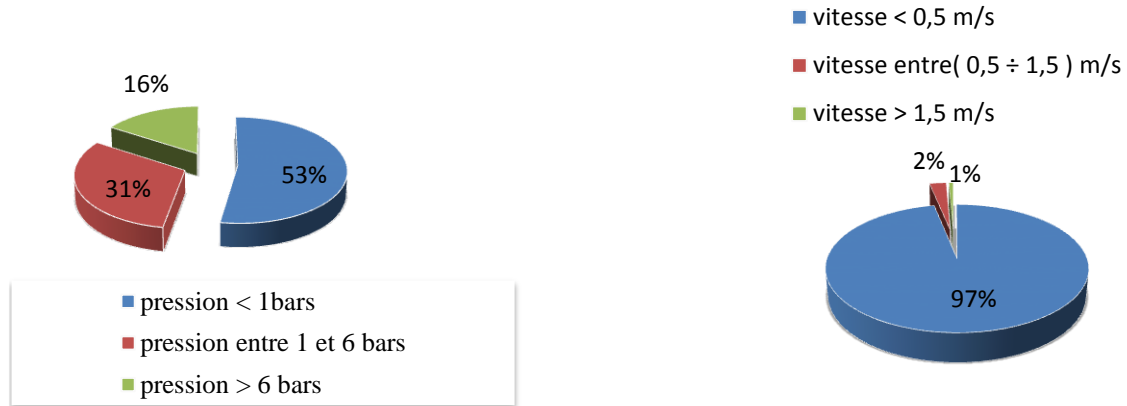 16%
53%
31%
pression < 1bars
pression entre 1 et 6 bars
pression > 6 bars
vitesse < 0,5 m/s
vitesse entre( 0,5 ÷ 1,5 ) m/s
vitesse > 1,5 m/s
2%
1%
97%